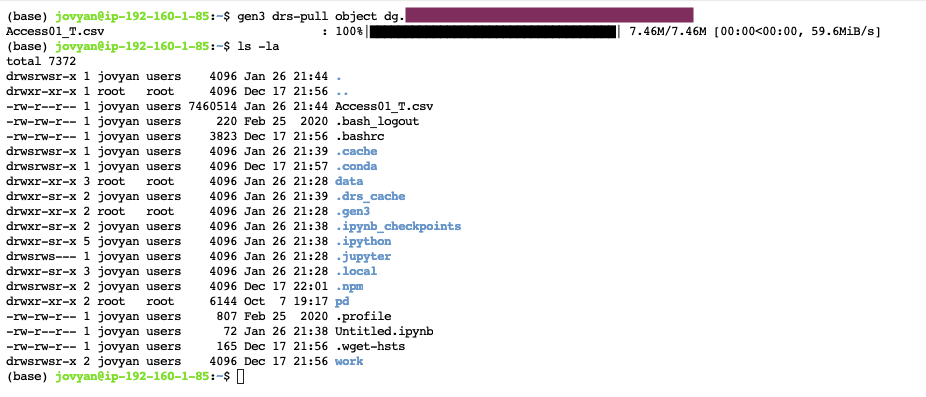 (base) jovyan@ip-192-160-1-85:~$ gen3 drs-pull object dg.
Access01_T.csv : 100%|| 7.46M/7.46M [00:00<00:00, 59.6MiB/s]
(base) jovyan@ip-192-160-1-85:~$ ls -la
total 7372
drwsrwsr-x 1 jovyan users 4096 Jan 26 21:44 .
drwxr-xr-x 1 root root 4096 Dec 17 21:56 ..
-rw-r--r-- 1 jovyan users 7460514 Jan 26 21:44 Access01_T.csv
-rw-rw-r-- 1 jovyan users 220 Feb 25 2020 .bash_logout
-rw-rw-r-- 1 jovyan users 3823 Dec 17 21:56 .bashrc
drwsrwsr-x 1 jovyan users 4096 Jan 26 21:39 .cache
drwsrwsr-x 1 jovyan users 4096 Dec 17 21:57 .conda
drwxr-xr-x 3 root root 4096 Jan 26 21:28 data
drwxr-sr-x 2 jovyan users 4096 Jan 26 21:39 .drs_cache
drwxr-xr-x 2 root root 4096 Jan 26 21:28 .gen3
drwxr-sr-x 2 jovyan users 4096 Jan 26 21:38 .ipynb_checkpoints
drwxr-sr-x 5 jovyan users 4096 Jan 26 21:38 .ipython
drwsrws--- 1 jovyan users 4096 Jan 26 21:28 .jupyter
drwxr-sr-x 3 jovyan users 4096 Jan 26 21:28 .local
drwsrwsr-x 2 jovyan users 4096 Dec 17 22:01 .npm
drwxr-xr-x 2 root root 6144 Oct 7 19:17 pd
-rw-rw-r-- 1 jovyan users 807 Feb 25 2020 .profile
-rw-r--r-- 1 jovyan users 72 Jan 26 21:38 Untitled.ipynb
-rw-rw-r-- 1 jovyan users 165 Dec 17 21:56 .wget-hsts
drwsrwsr-x 2 jovyan users 4096 Dec 17 21:56 work
(base) jovyan@ip-192-160-1-85:~$